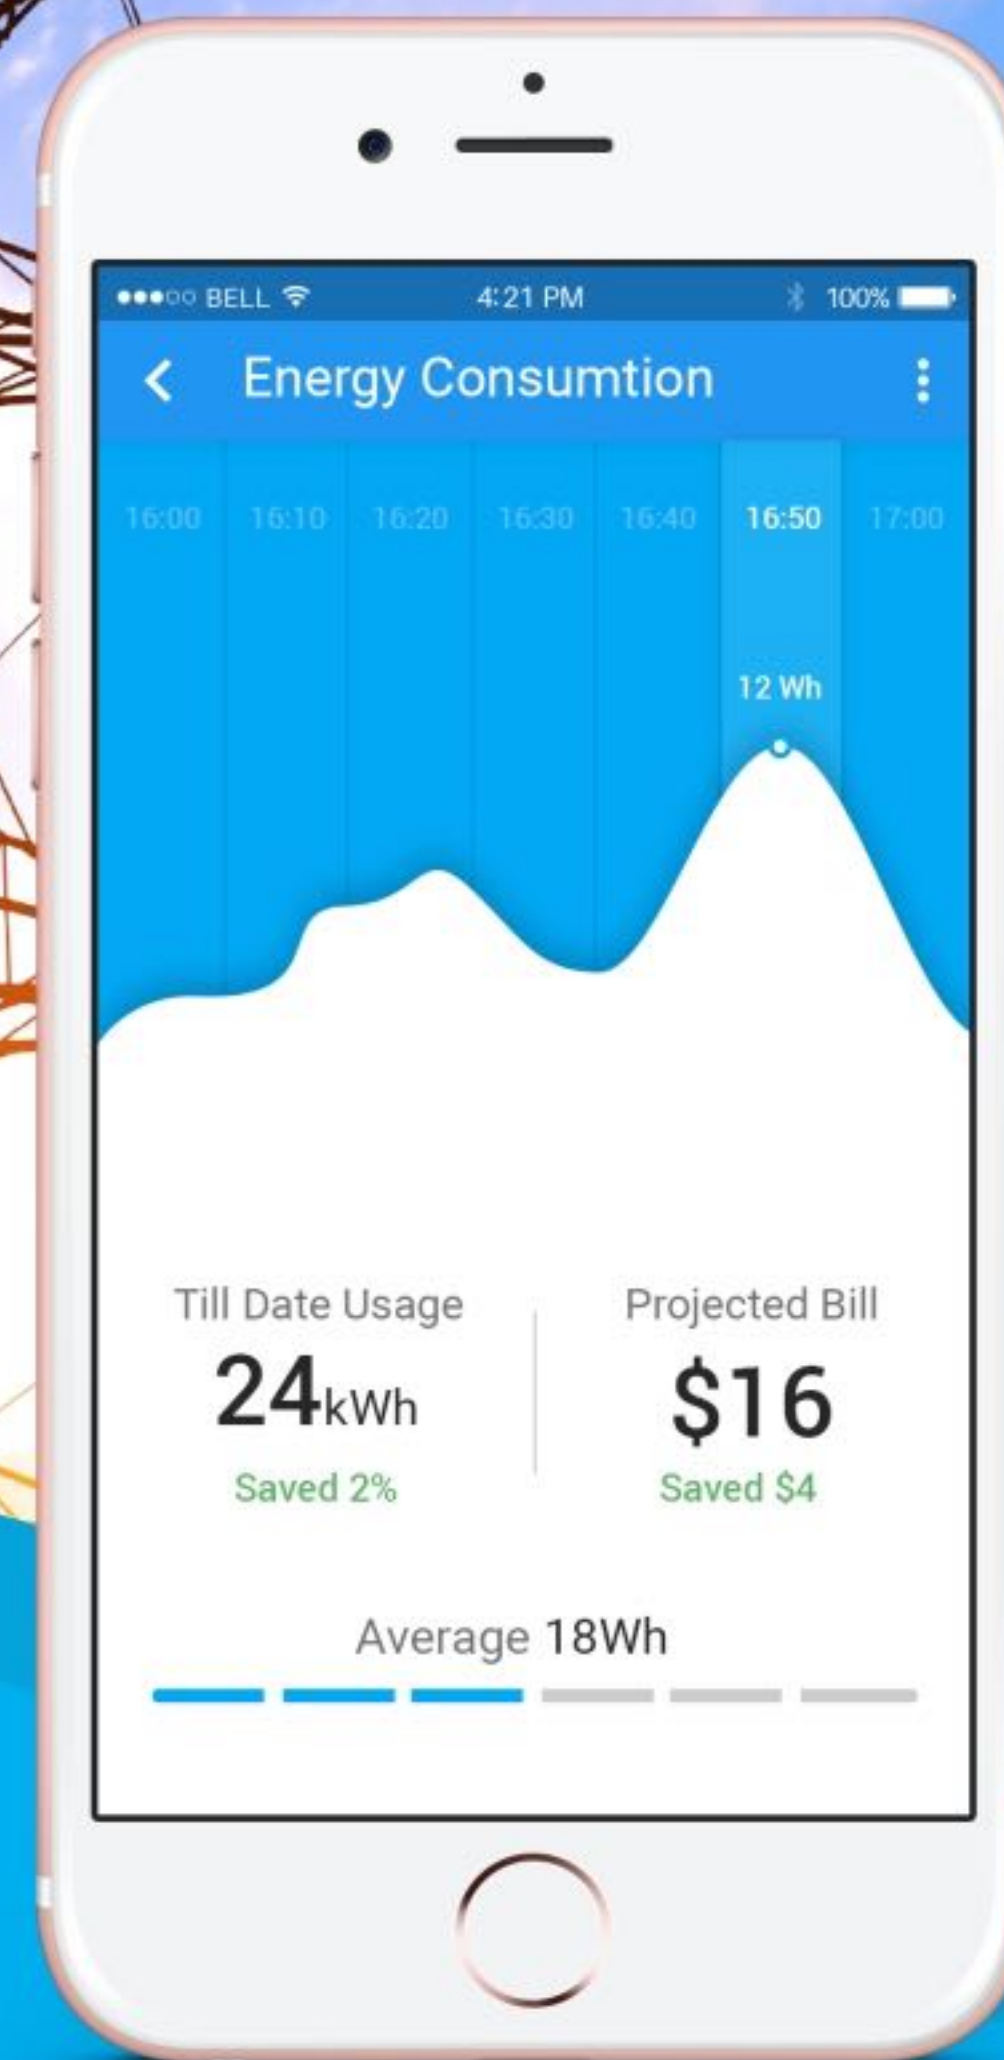 BELL 4:21 PM 100%
Energy Consumtion
16:00 16:10 16:20 16:30 16:40 16:50 17:00
12 Wh
Till Date Usage Projected Bill
24kWh $16
Saved 2% Saved $4
Average 18Wh